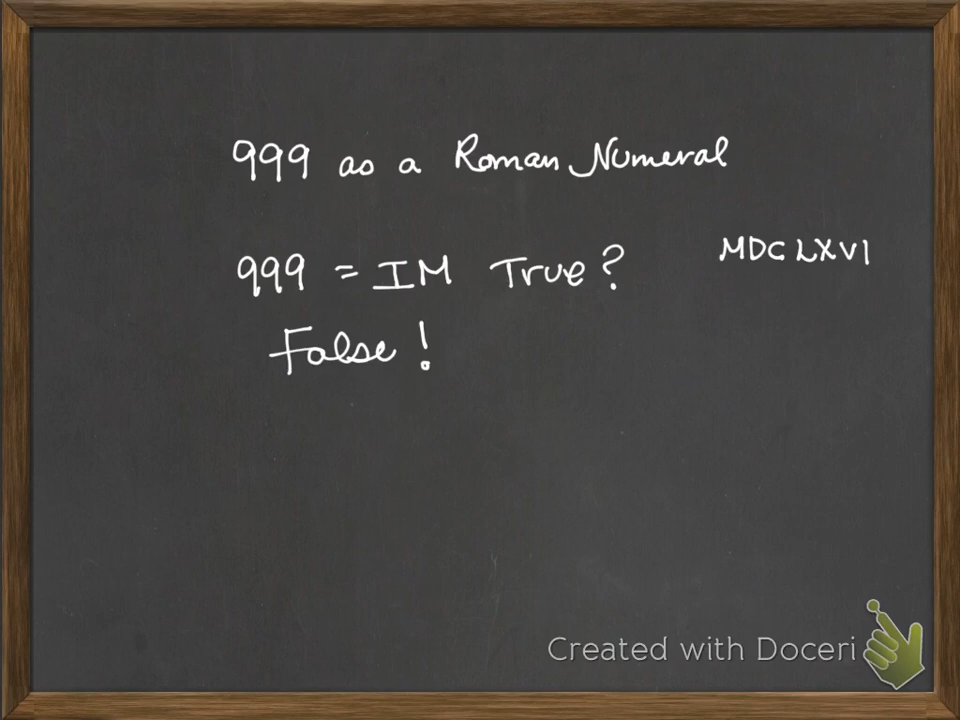 999 as a Roman Numeral
999 = IM True? MDCLXVI
False!
Created with Doceri